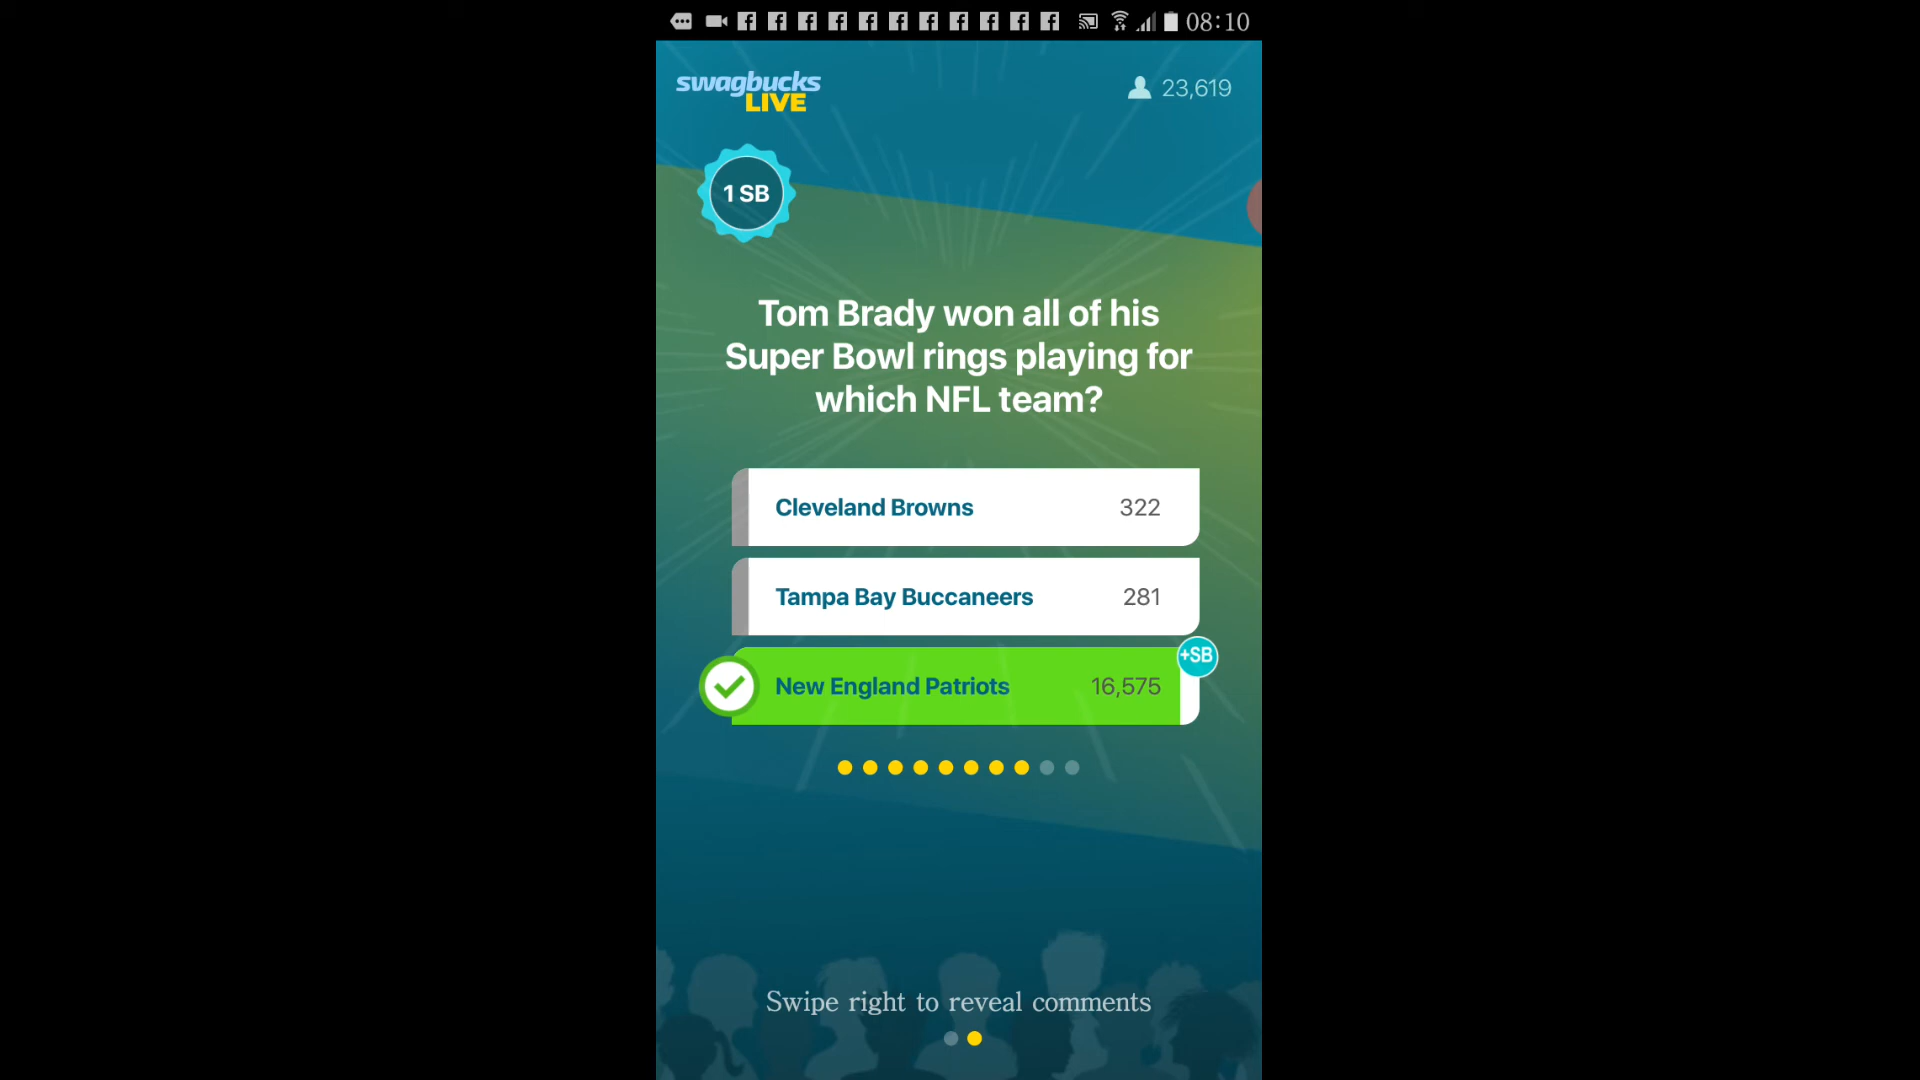 08:10
swagbucks
LIVE
23,619
1 SB
Tom Brady won all of his
Super Bowl rings playing for
which NFL team?
Cleveland Browns 322
Tampa Bay Buccaneers 281
+SB
New England Patriots 16,575
Swipe right to reveal comments